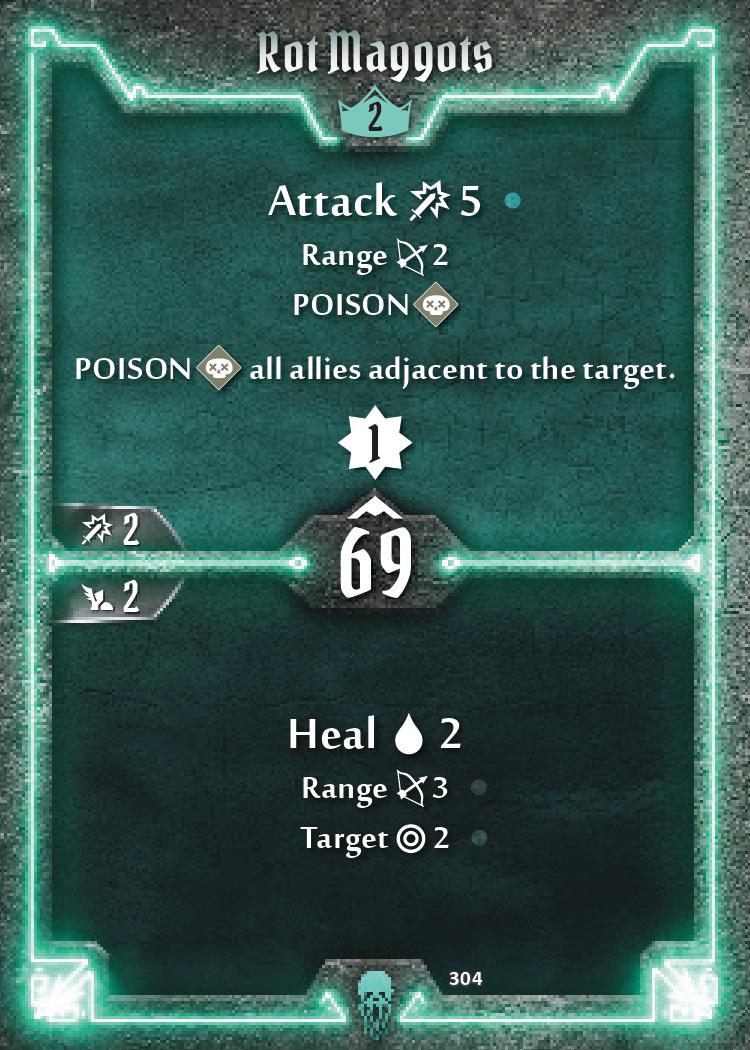 Rot Maggots
2
Attack 5
Range 2
POISON
POISON all allies adjacent to the target.
1
2
69
2
Heal 2
Range 3
Target 2
304